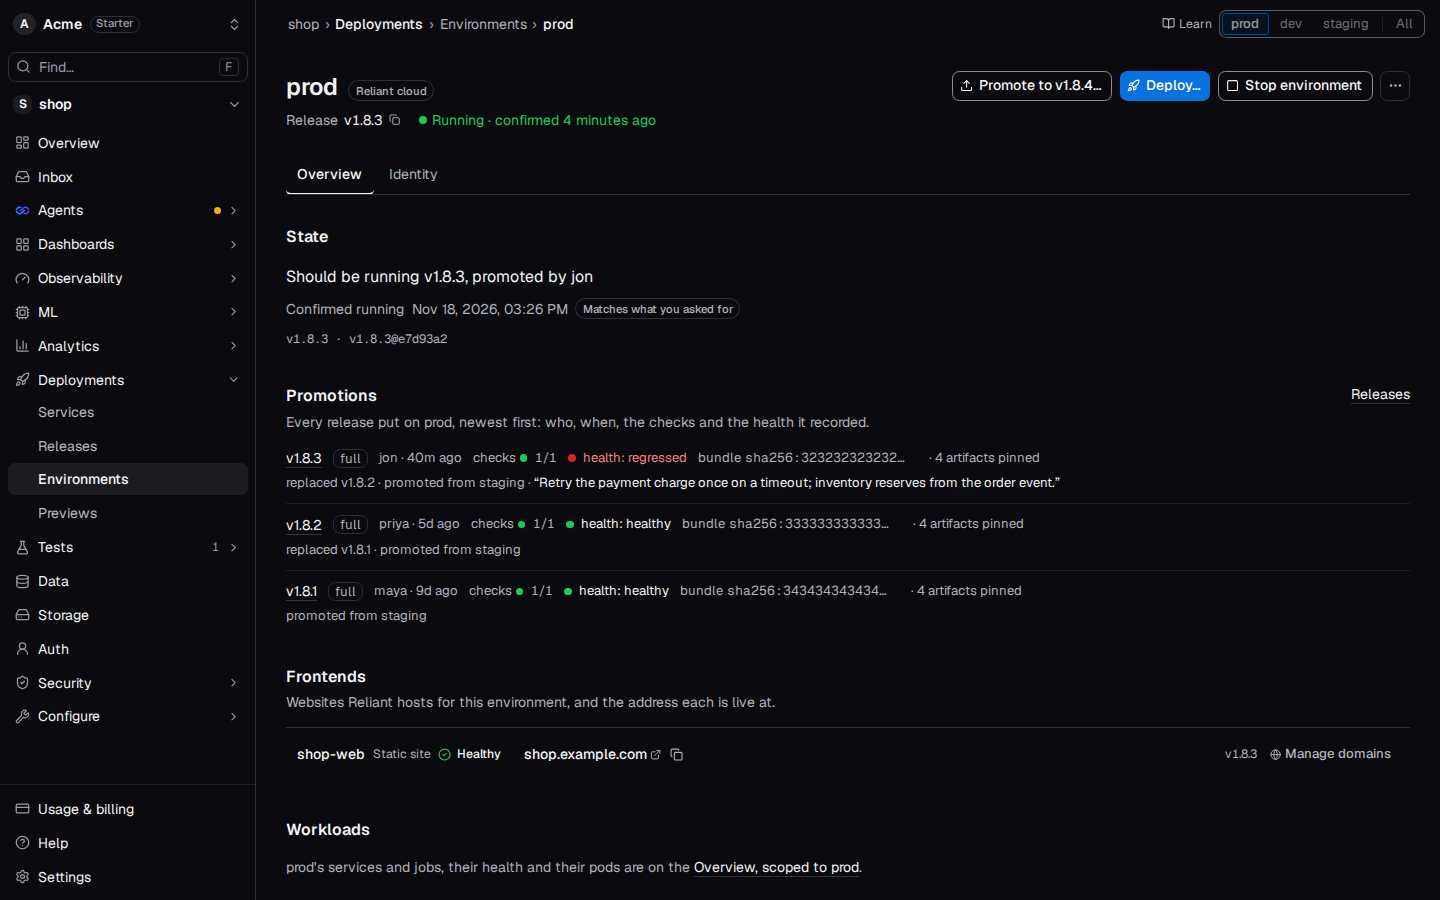 A Acme Starter
Find... F
S shop
Overview
Inbox
Agents
Dashboards
Observability
ML
Analytics
Deployments
Services
Releases
Environments
Previews
Tests 1
Data
Storage
Auth
Security
Configure
Usage & billing
Help
Settings
shop › Deployments › Environments › prod
Learn prod dev staging All
prod Reliant cloud
Promote to v1.8.4... Deploy... Stop environment ...
Release v1.8.3 Running · confirmed 4 minutes ago
Overview Identity
State
Should be running v1.8.3, promoted by jon
Confirmed running Nov 18, 2026, 03:26 PM Matches what you asked for
v1.8.3 · v1.8.3@e7d93a2
Promotions Releases
Every release put on prod, newest first: who, when, the checks and the health it recorded.
v1.8.3 full jon · 40m ago checks 1/1 health: regressed bundle sha256:323232323232… · 4 artifacts pinned
replaced v1.8.2 · promoted from staging · “Retry the payment charge once on a timeout; inventory reserves from the order event.”
v1.8.2 full priya · 5d ago checks 1/1 health: healthy bundle sha256:333333333333… · 4 artifacts pinned
replaced v1.8.1 · promoted from staging
v1.8.1 full maya · 9d ago checks 1/1 health: healthy bundle sha256:343434343434… · 4 artifacts pinned
promoted from staging
Frontends
Websites Reliant hosts for this environment, and the address each is live at.
shop-web Static site Healthy shop.example.com v1.8.3 Manage domains
Workloads
prod's services and jobs, their health and their pods are on the Overview, scoped to prod.